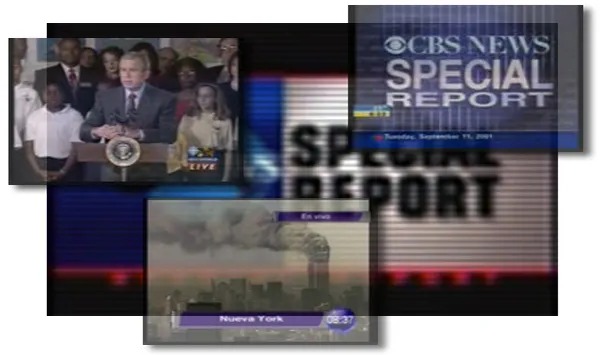 CBS NEWS
SPECIAL
REPORT
Tuesday, September 11, 2001
LIVE
SPECIAL
REPORT
En vivo
Nueva York
08:37